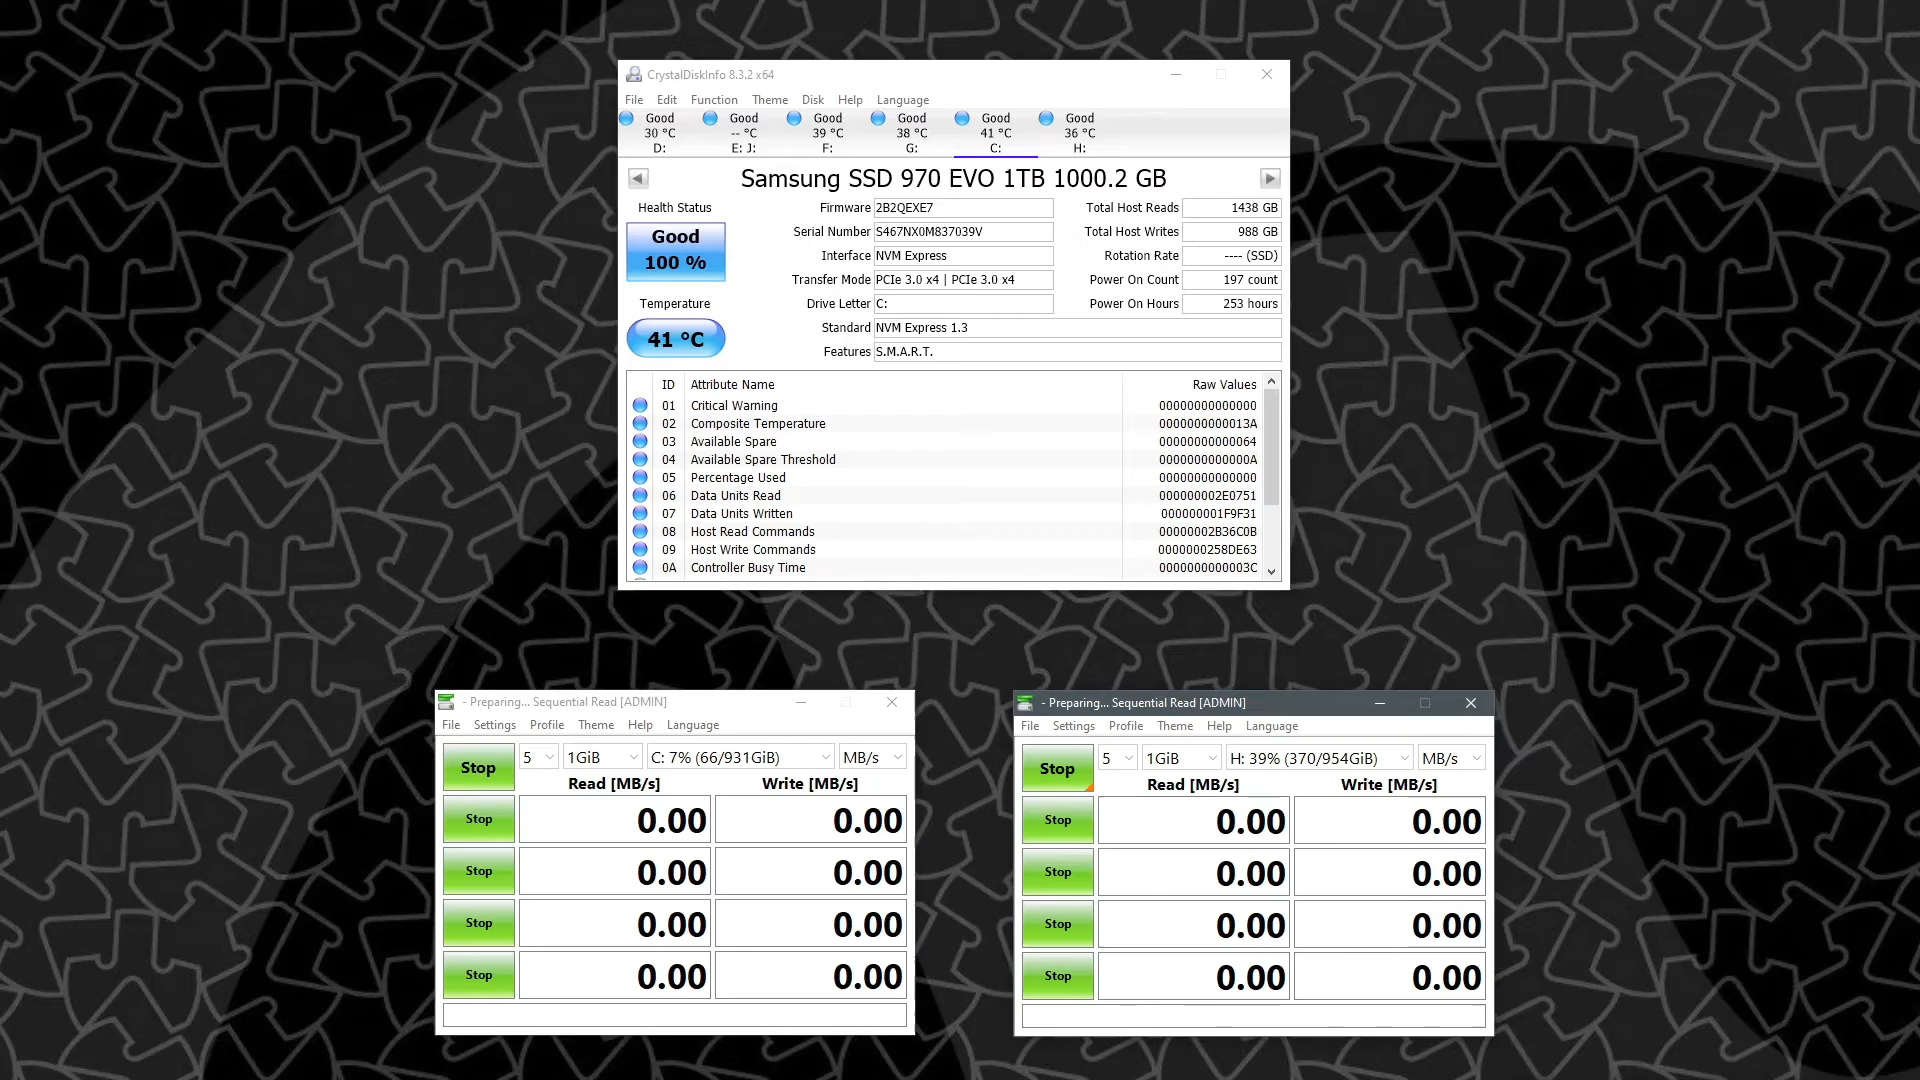 CrystalDiskInfo 8.3.2 x64
File Edit Function Theme Disk Help Language
Good Good Good Good Good Good
30 °C -- °C 39 °C 38 °C 41 °C 36 °C
D: E: J: F: G: C: H:
Samsung SSD 970 EVO 1TB 1000.2 GB
Health Status Firmware 2B2QEXE7 Total Host Reads 1438 GB
Good Serial Number S467NX0M837039V Total Host Writes 988 GB
100 % Interface NVM Express Rotation Rate ---- (SSD)
Transfer Mode PCIe 3.0 x4 | PCIe 3.0 x4 Power On Count 197 count
Temperature Drive Letter C: Power On Hours 253 hours
41 °C Standard NVM Express 1.3
Features S.M.A.R.T.
ID Attribute Name Raw Values
01 Critical Warning 00000000000000
02 Composite Temperature 0000000000013A
03 Available Spare 00000000000064
04 Available Spare Threshold 0000000000000A
05 Percentage Used 00000000000000
06 Data Units Read 000000002E0751
07 Data Units Written 000000001F9F31
08 Host Read Commands 00000002B36C0B
09 Host Write Commands 0000000258DE63
0A Controller Busy Time 0000000000003C
- Preparing... Sequential Read [ADMIN]
File Settings Profile Theme Help Language
Stop 5 1GiB C: 7% (66/931GiB) MB/s
Read [MB/s] Write [MB/s]
Stop 0.00 0.00
Stop 0.00 0.00
Stop 0.00 0.00
Stop 0.00 0.00
- Preparing... Sequential Read [ADMIN]
File Settings Profile Theme Help Language
Stop 5 1GiB H: 39% (370/954GiB) MB/s
Read [MB/s] Write [MB/s]
Stop 0.00 0.00
Stop 0.00 0.00
Stop 0.00 0.00
Stop 0.00 0.00